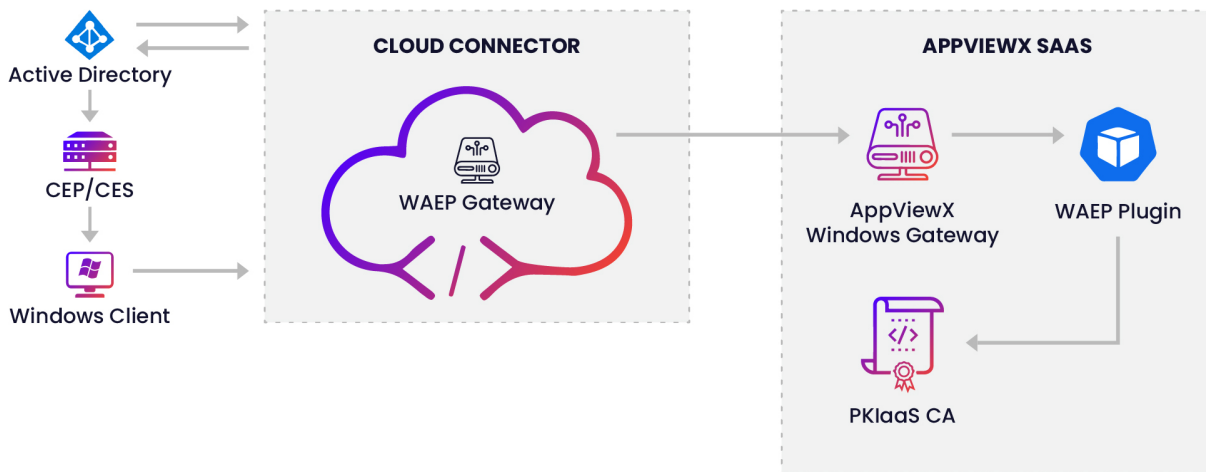 Active Directory
CEP/CES
Windows Client
CLOUD CONNECTOR
WAEP Gateway
APPVIEWX SAAS
AppViewX
Windows Gateway
WAEP Plugin
PKIaaS CA